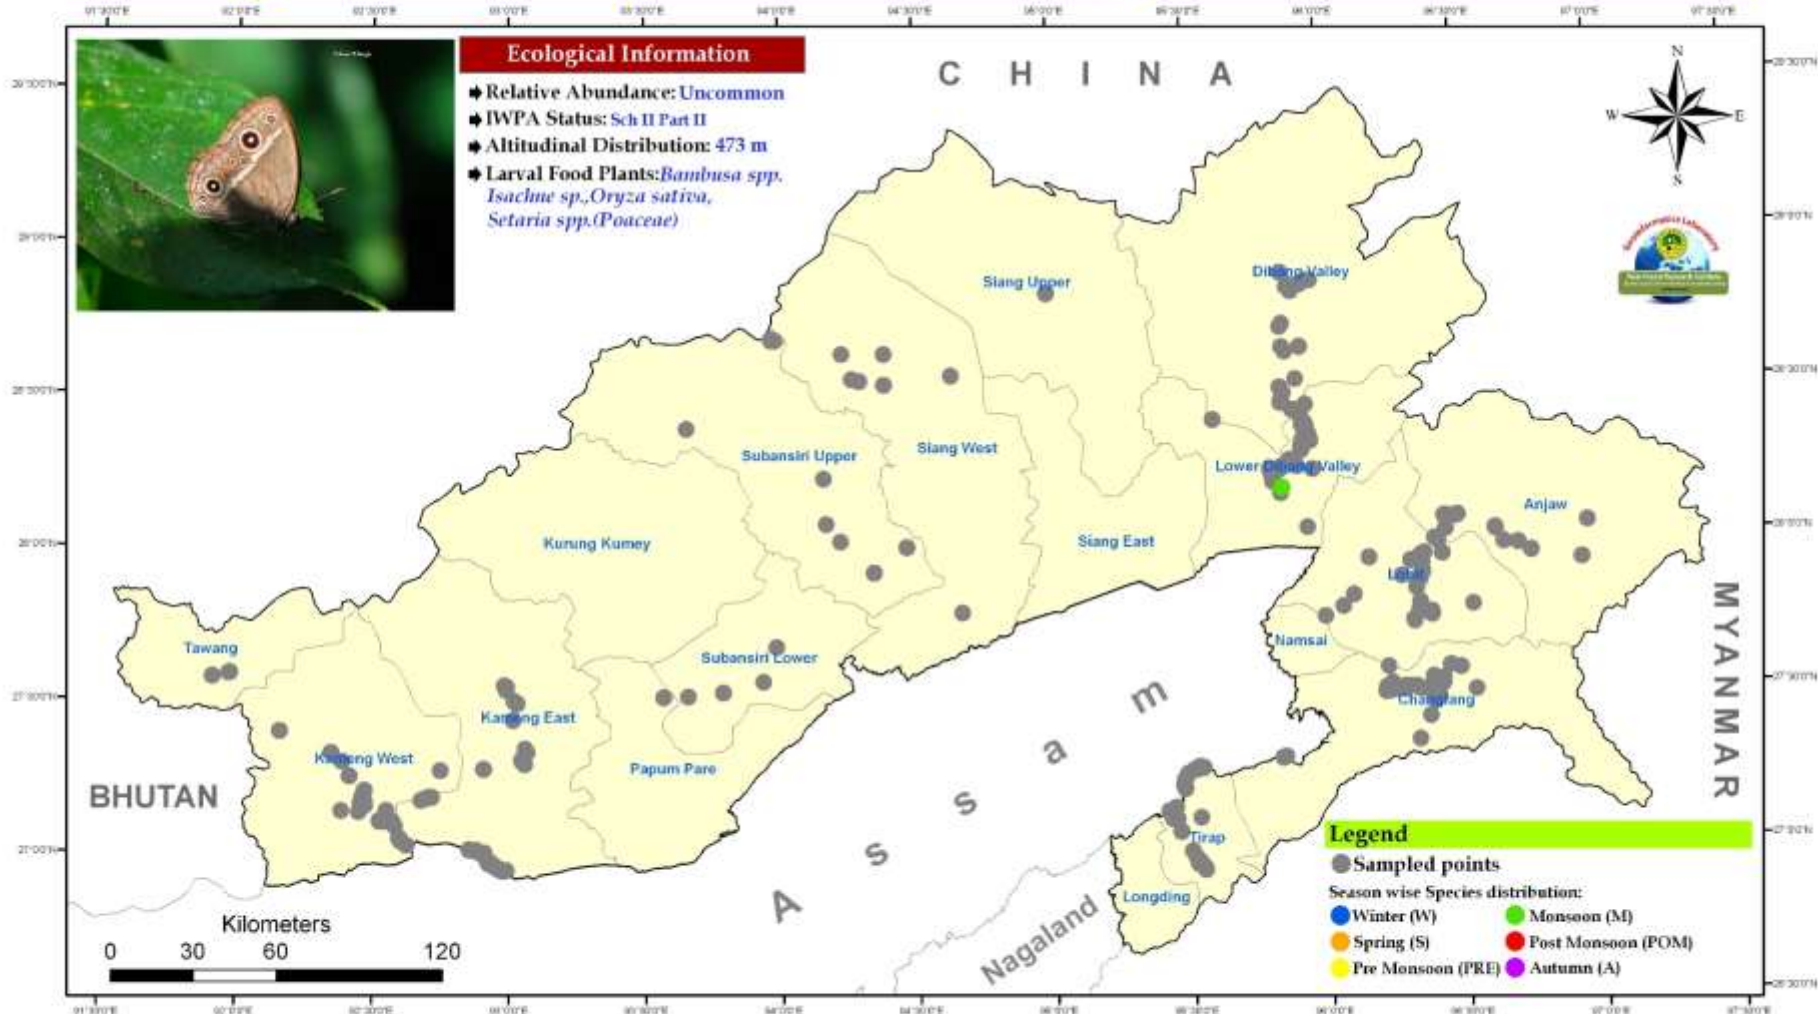 Ecological Information
Relative Abundance: Uncommon
IWPA Status: Sch II Part II
Altitudinal Distribution: 473 m
Larval Food Plants: Bambusa spp.
Isachne sp., Oryza sativa,
Setaria spp.(Poaceae)
CHINA
N
W E
S
Siang Upper
Dibang Valley
Subansiri Upper
Siang West
Lower Dibang Valley
Anjaw
Kurung Kumey
Siang East
Lohit
Tawang
Subansiri Lower
Namsai
MYANMAR
Kameng East
Changlang
Kameng West
Papum Pare
BHUTAN
Assam
Tirap
Longding
Nagaland
Kilometers
0 30 60 120
Legend
Sampled points
Season wise Species distribution:
Winter (W) Monsoon (M)
Spring (S) Post Monsoon (POM)
Pre Monsoon (PRE) Autumn (A)